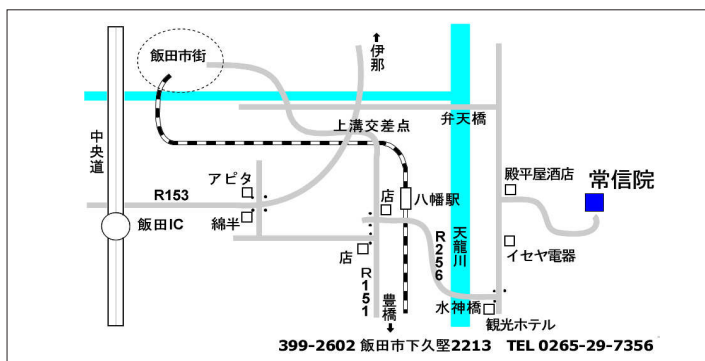 飯田市街
伊那
中央道
上溝交差点
弁天橋
アピタ
R153
綿半
飯田IC
店
八幡駅
殿平屋酒店
常信院
天龍川
R256
イセヤ電器
店
R151
豊橋
水神橋
観光ホテル
399-2602 飯田市下久堅2213 TEL 0265-29-7356